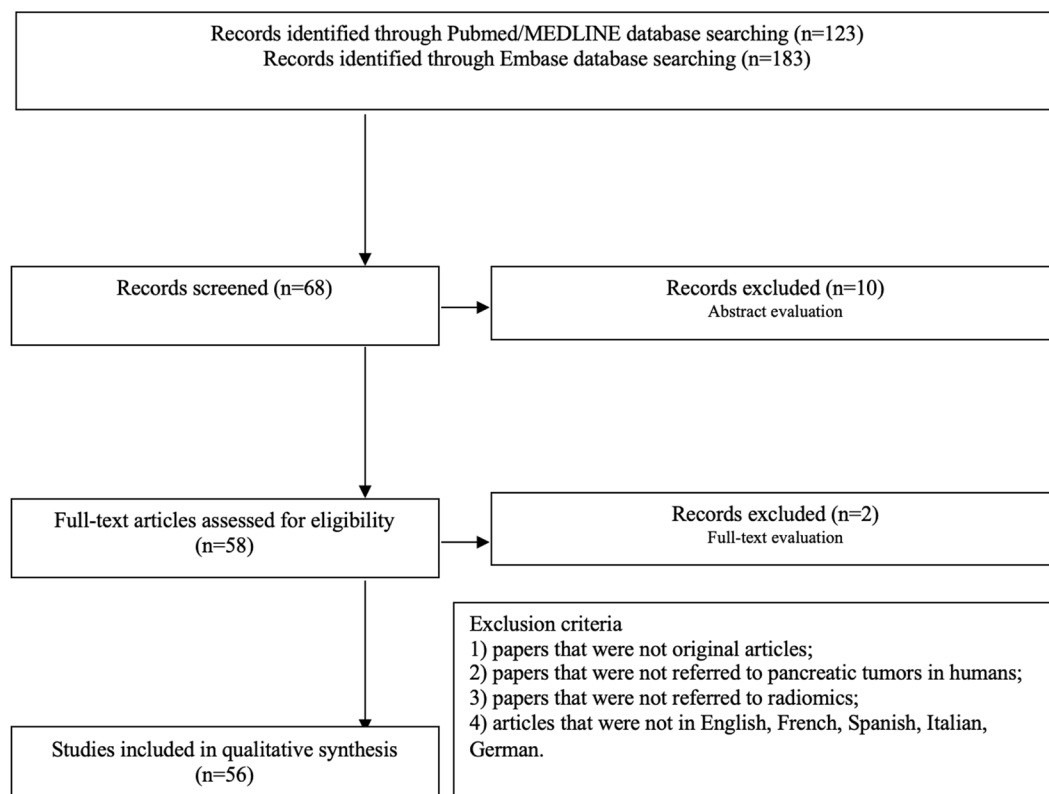 Records identified through Pubmed/MEDLINE database searching (n=123)
Records identified through Embase database searching (n=183)
Records screened (n=68)
Records excluded (n=10)
Abstract evaluation
Full-text articles assessed for eligibility
(n=58)
Records excluded (n=2)
Full-text evaluation
Exclusion criteria
1) papers that were not original articles;
2) papers that were not referred to pancreatic tumors in humans;
3) papers that were not referred to radiomics;
4) articles that were not in English, French, Spanish, Italian,
German.
Studies included in qualitative synthesis
(n=56)